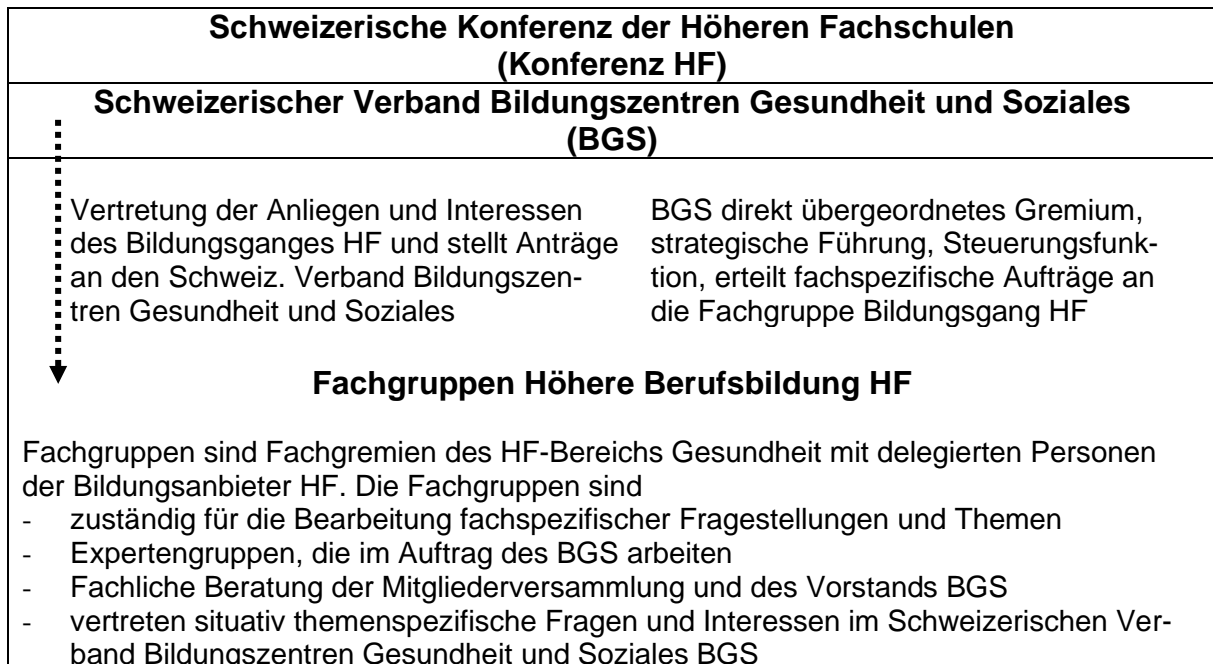 Schweizerische Konferenz der Höheren Fachschulen
(Konferenz HF)
Schweizerischer Verband Bildungszentren Gesundheit und Soziales
(BGS)
Vertretung der Anliegen und Interessen
des Bildungsganges HF und stellt Anträge
an den Schweiz. Verband Bildungszen-
tren Gesundheit und Soziales
BGS direkt übergeordnetes Gremium,
strategische Führung, Steuerungsfunk-
tion, erteilt fachspezifische Aufträge an
die Fachgruppe Bildungsgang HF
Fachgruppen Höhere Berufsbildung HF
Fachgruppen sind Fachgremien des HF-Bereichs Gesundheit mit delegierten Personen
der Bildungsanbieter HF. Die Fachgruppen sind
- zuständig für die Bearbeitung fachspezifischer Fragestellungen und Themen
- Expertengruppen, die im Auftrag des BGS arbeiten
- Fachliche Beratung der Mitgliederversammlung und des Vorstands BGS
- vertreten situativ themenspezifische Fragen und Interessen im Schweizerischen Ver-
band Bildungszentren Gesundheit und Soziales BGS